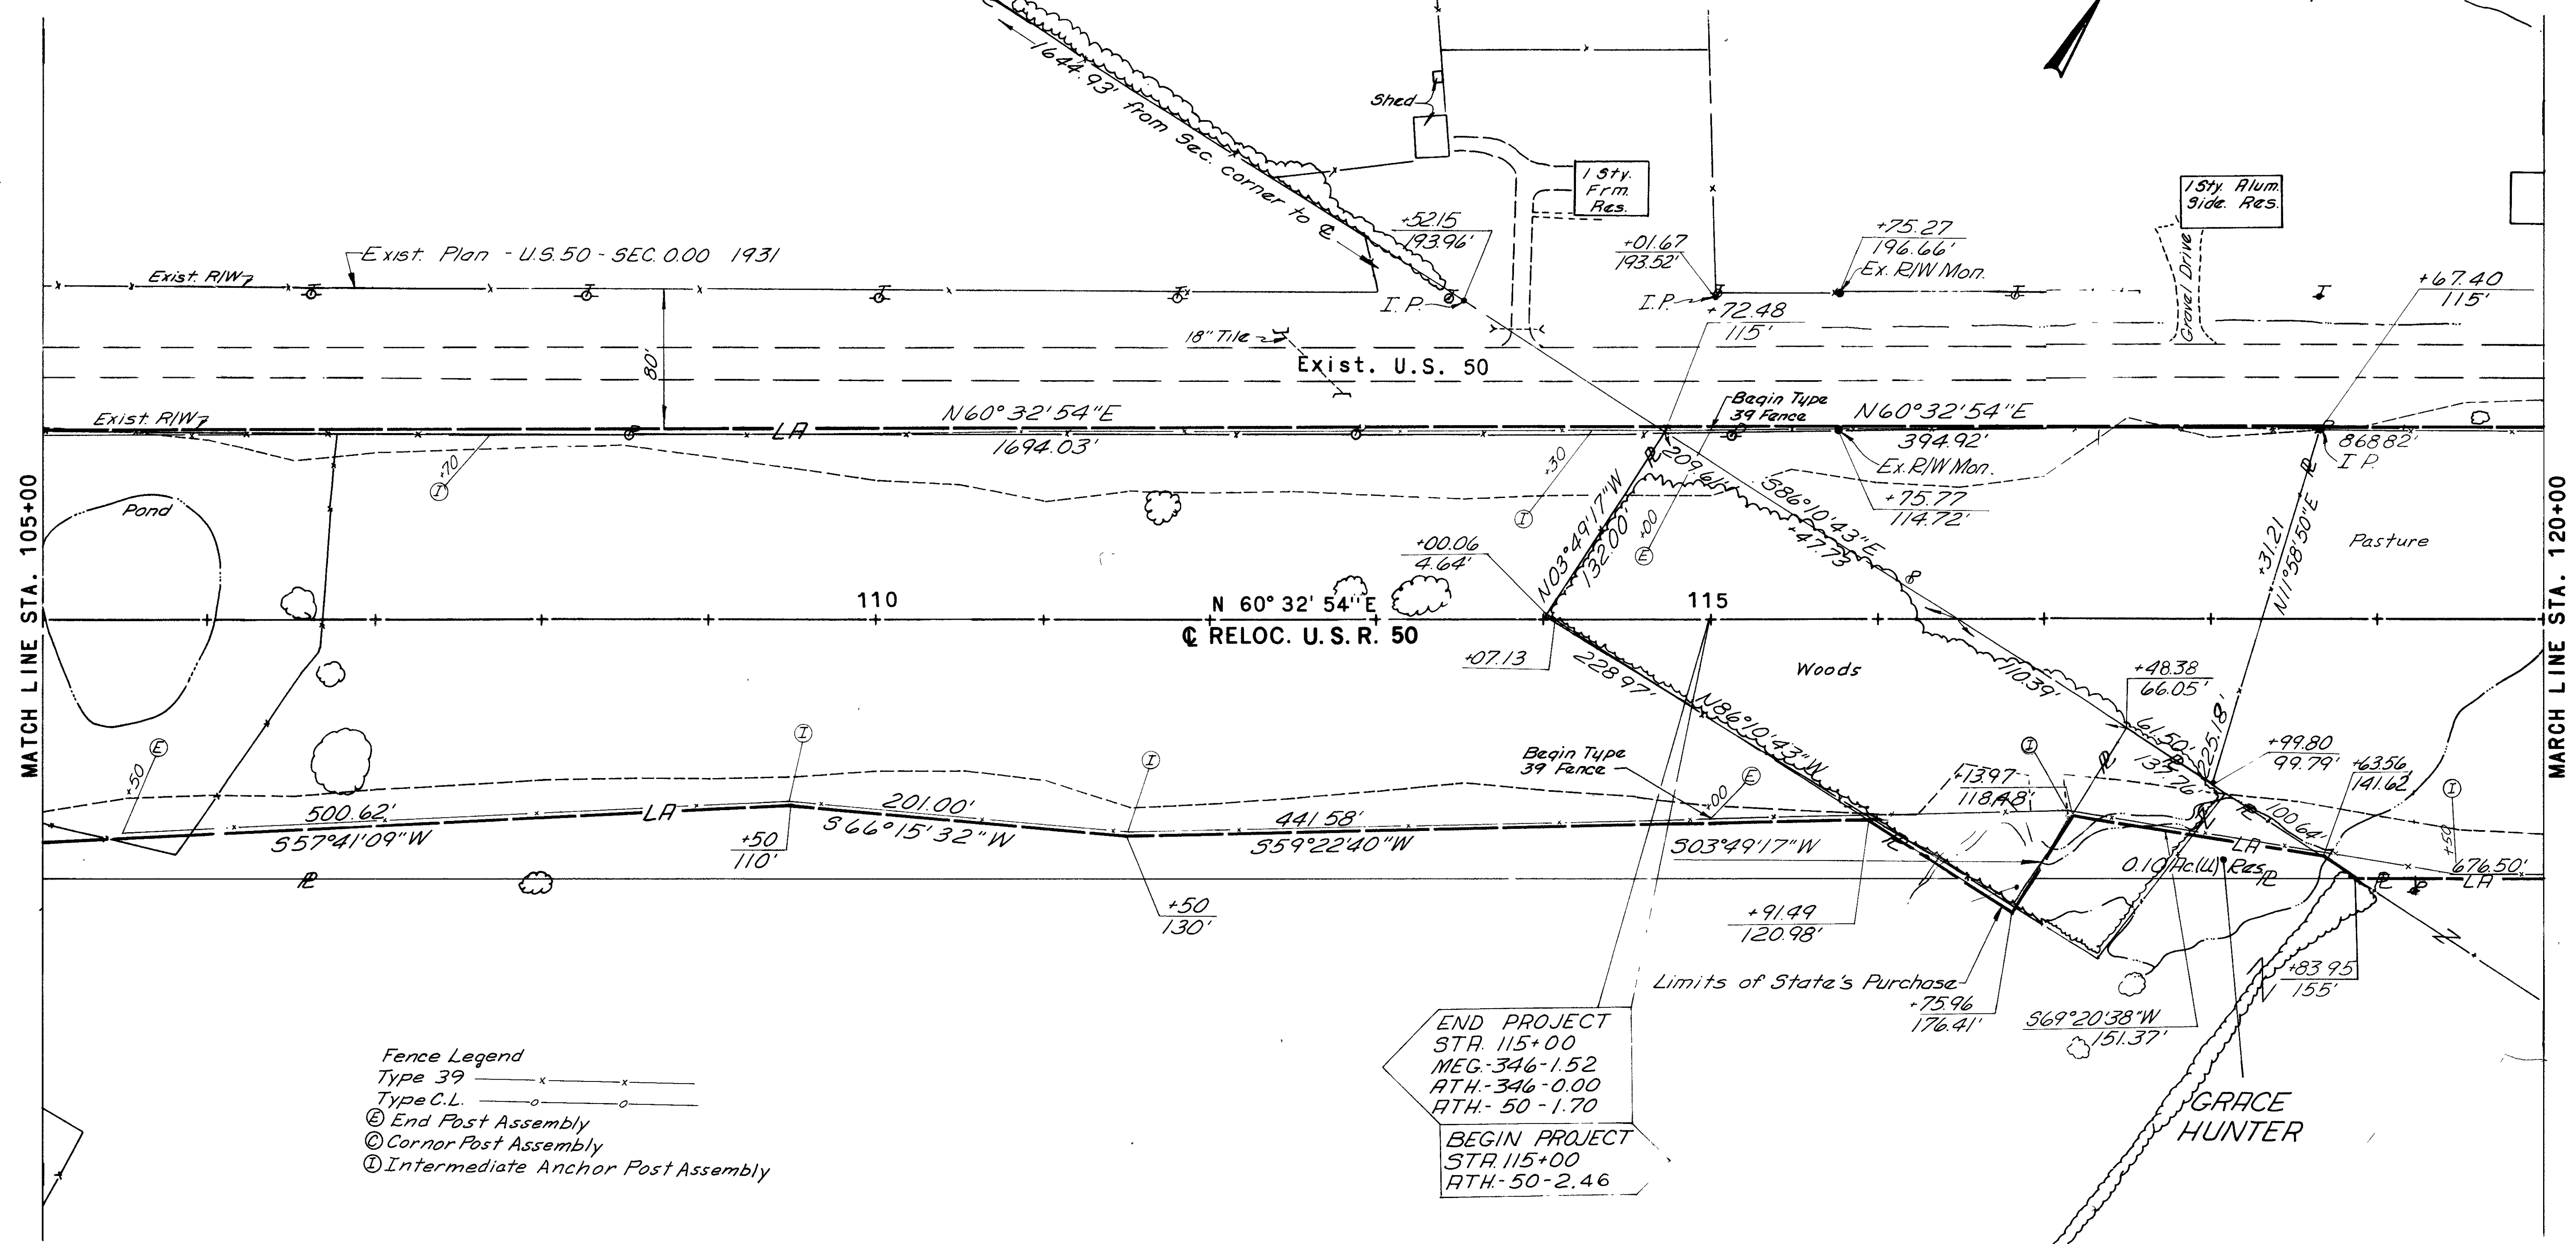 1644.93' from Sec. corner to ℄
Shed
1 Sty.
Frm.
Res.
1 Sty. Alum.
Side. Res.
Gravel Drive
+52.15
193.96'
I.P.
+01.67
193.52'
I.P.
+75.27
196.66'
Ex. R/W Mon.
+67.40
115'
Exist. Plan - U.S. 50 - SEC. 0.00 1931
Exist. R/W
80'
18" Tile
Exist. U.S. 50
+72.48
115'
Exist. R/W
N60°32'54"E
LA
1694.03'
Begin Type
39 Fence
N60°32'54"E
394.92'
868.82'
I.P.
Ex. R/W Mon.
+75.77
114.72'
+70
I
+30
I
+00
E
209.61'
S86°10'43"E
+47.73
N03°49'17"W
132.00'
+31.21
N11°58'50"E
Pasture
Pond
MATCH LINE STA. 105+00
MARCH LINE STA. 120+00
+00.06
4.64'
110
N 60° 32' 54" E
115
℄ RELOC. U.S.R. 50
+07.13
228.97'
N86°10'43"W
Woods
110.39'
+48.38
66.05'
61.50'
137.76
225.18'
+99.80
99.79'
+63.56
141.62'
I
+50
E
+50
500.62'
LA
S57°41'09"W
I
+50
110'
201.00'
S66°15'32"W
I
+50
130'
441.58'
S59°22'40"W
Begin Type
39 Fence
+00
E
S03°49'17"W
I
+13.97
118.48'
100.64'
LA
0.10 Ac.(U) Res.
676.50'
LA
+91.49
120.98'
Limits of State's Purchase
+75.96
176.41'
S69°20'38"W
151.37'
+83.95
155'
GRACE
HUNTER
END PROJECT
STA. 115+00
MEG.-346-1.52
ATH.-346-0.00
ATH.-50-1.70
BEGIN PROJECT
STA. 115+00
ATH.-50-2.46
Fence Legend
Type 39
Type C.L.
E End Post Assembly
C Cornor Post Assembly
I Intermediate Anchor Post Assembly